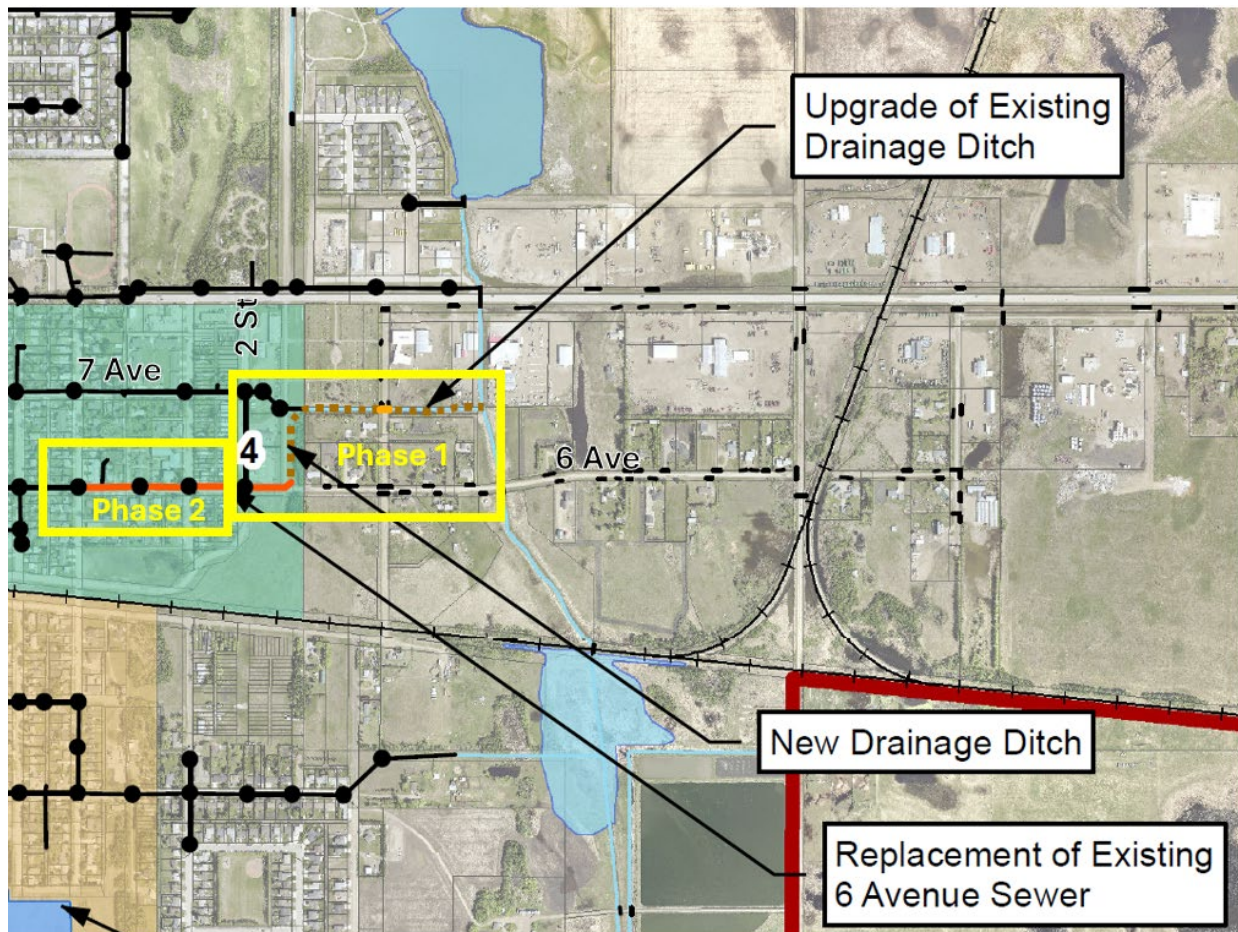 Upgrade of Existing
Drainage Ditch
2 St
7 Ave
4
Phase 1
6 Ave
Phase 2
New Drainage Ditch
Replacement of Existing
6 Avenue Sewer